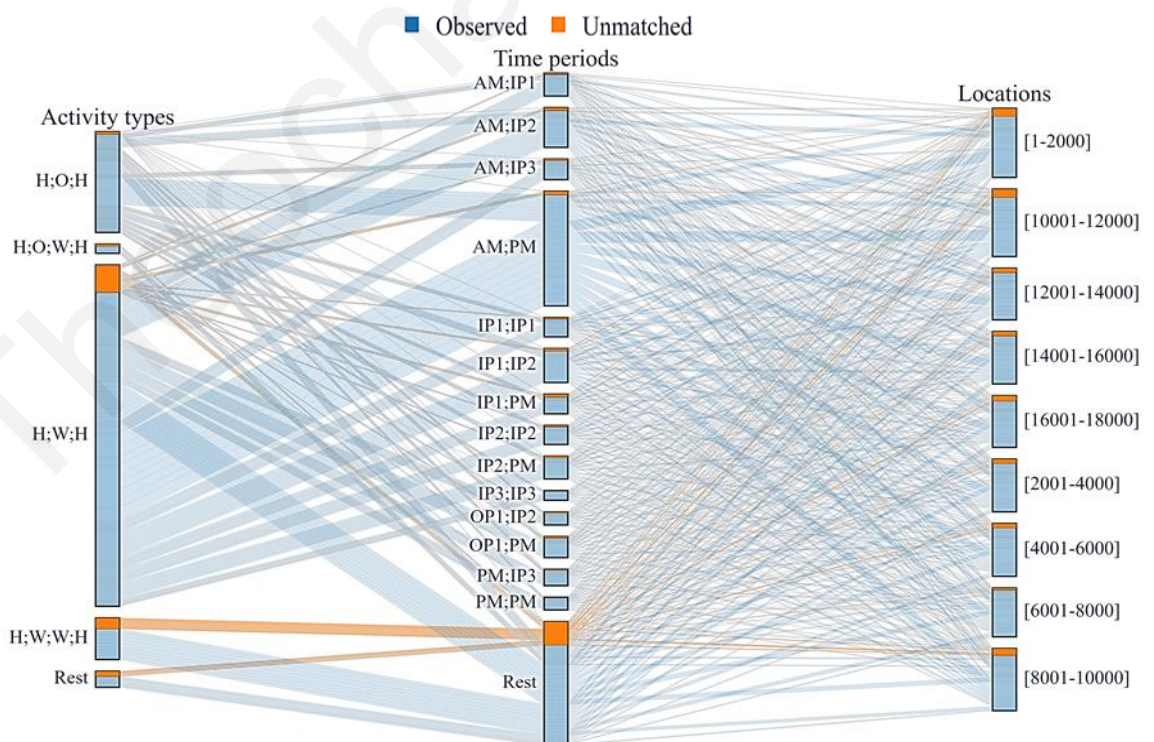 Observed Unmatched
Time periods
Activity types
Locations
H;O;H
H;O;W;H
H;W;H
H;W;W;H
Rest
AM;IP1
AM;IP2
AM;IP3
AM;PM
IP1;IP1
IP1;IP2
IP1;PM
IP2;IP2
IP2;PM
IP3;IP3
OP1;IP2
OP1;PM
PM;IP3
PM;PM
Rest
[1-2000]
[10001-12000]
[12001-14000]
[14001-16000]
[16001-18000]
[2001-4000]
[4001-6000]
[6001-8000]
[8001-10000]